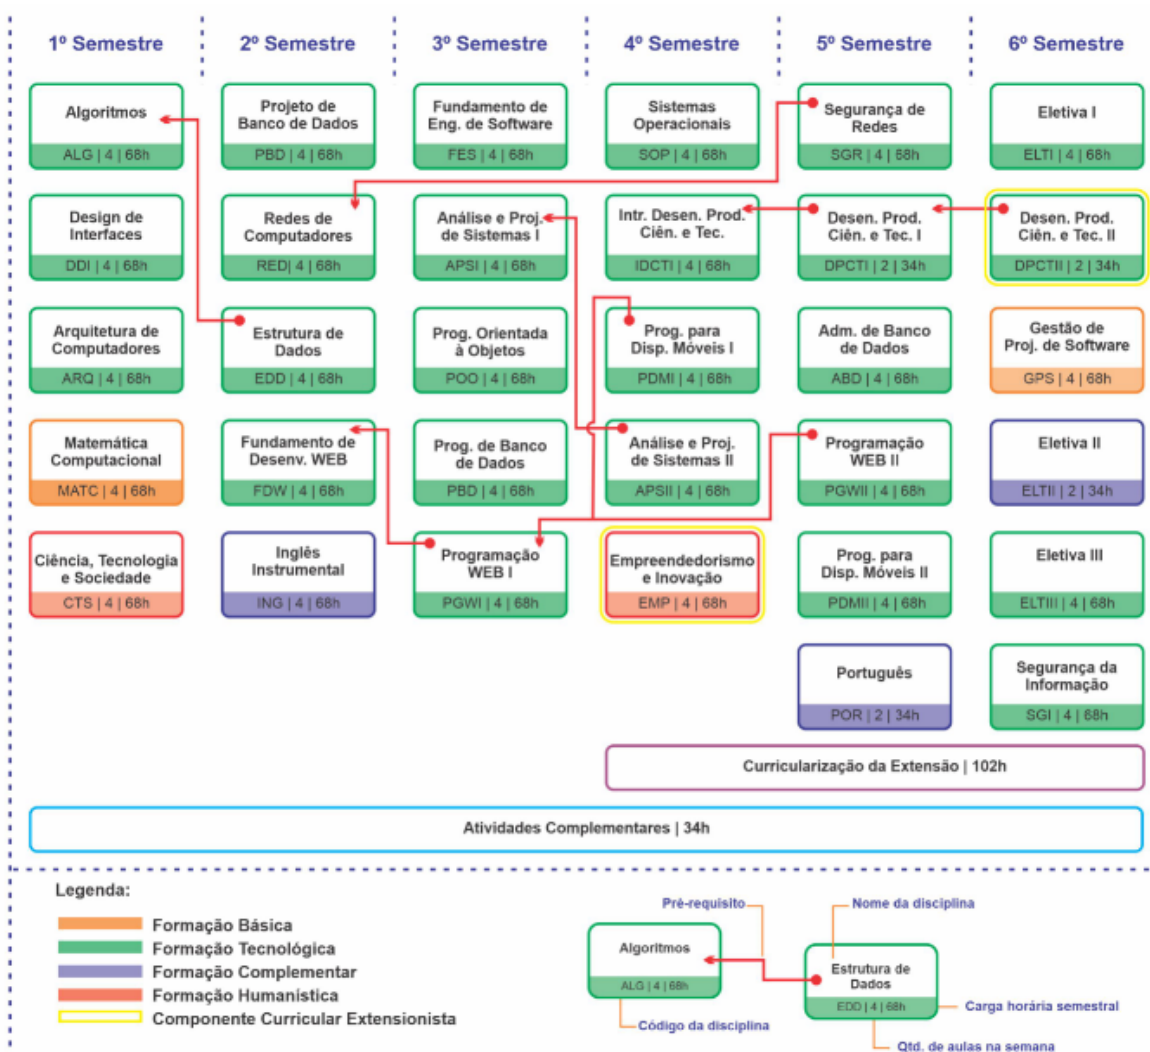 1º Semestre
2º Semestre
3º Semestre
4º Semestre
5º Semestre
6º Semestre
Algoritmos
ALG | 4 | 68h
Projeto de
Banco de Dados
PBD | 4 | 68h
Fundamento de
Eng. de Software
FES | 4 | 68h
Sistemas
Operacionais
SOP | 4 | 68h
Segurança de
Redes
SGR | 4 | 68h
Eletiva I
ELTI | 4 | 68h
Design de
Interfaces
DDI | 4 | 68h
Redes de
Computadores
RED| 4 | 68h
Análise e Proj.
de Sistemas I
APSI | 4 | 68h
Intr. Desen. Prod.
Ciên. e Tec.
IDCTI | 4 | 68h
Desen. Prod.
Ciên. e Tec. I
DPCTI | 2 | 34h
Desen. Prod.
Ciên. e Tec. II
DPCTII | 2 | 34h
Arquitetura de
Computadores
ARQ | 4 | 68h
Estrutura de
Dados
EDD | 4 | 68h
Prog. Orientada
à Objetos
POO | 4 | 68h
Prog. para
Disp. Móveis I
PDMI | 4 | 68h
Adm. de Banco
de Dados
ABD | 4 | 68h
Gestão de
Proj. de Software
GPS | 4 | 68h
Matemática
Computacional
MATC | 4 | 68h
Fundamento de
Desenv. WEB
FDW | 4 | 68h
Prog. de Banco
de Dados
PBD | 4 | 68h
Análise e Proj.
de Sistemas II
APSII | 4 | 68h
Programação
WEB II
PGWII | 4 | 68h
Eletiva II
ELTII | 2 | 34h
Ciência, Tecnologia
e Sociedade
CTS | 4 | 68h
Inglês
Instrumental
ING | 4 | 68h
Programação
WEB I
PGWI | 4 | 68h
Empreendedorismo
e Inovação
EMP | 4 | 68h
Prog. para
Disp. Móveis II
PDMII | 4 | 68h
Eletiva III
ELTIII | 4 | 68h
Português
POR | 2 | 34h
Segurança da
Informação
SGI | 4 | 68h
Curricularização da Extensão | 102h
Atividades Complementares | 34h
Legenda:
Formação Básica
Formação Tecnológica
Formação Complementar
Formação Humanística
Componente Curricular Extensionista
Pré-requisito
Nome da disciplina
Algoritmos
ALG | 4 | 68h
Estrutura de
Dados
EDD | 4 | 68h
Código da disciplina
Carga horária semestral
Qtd. de aulas na semana